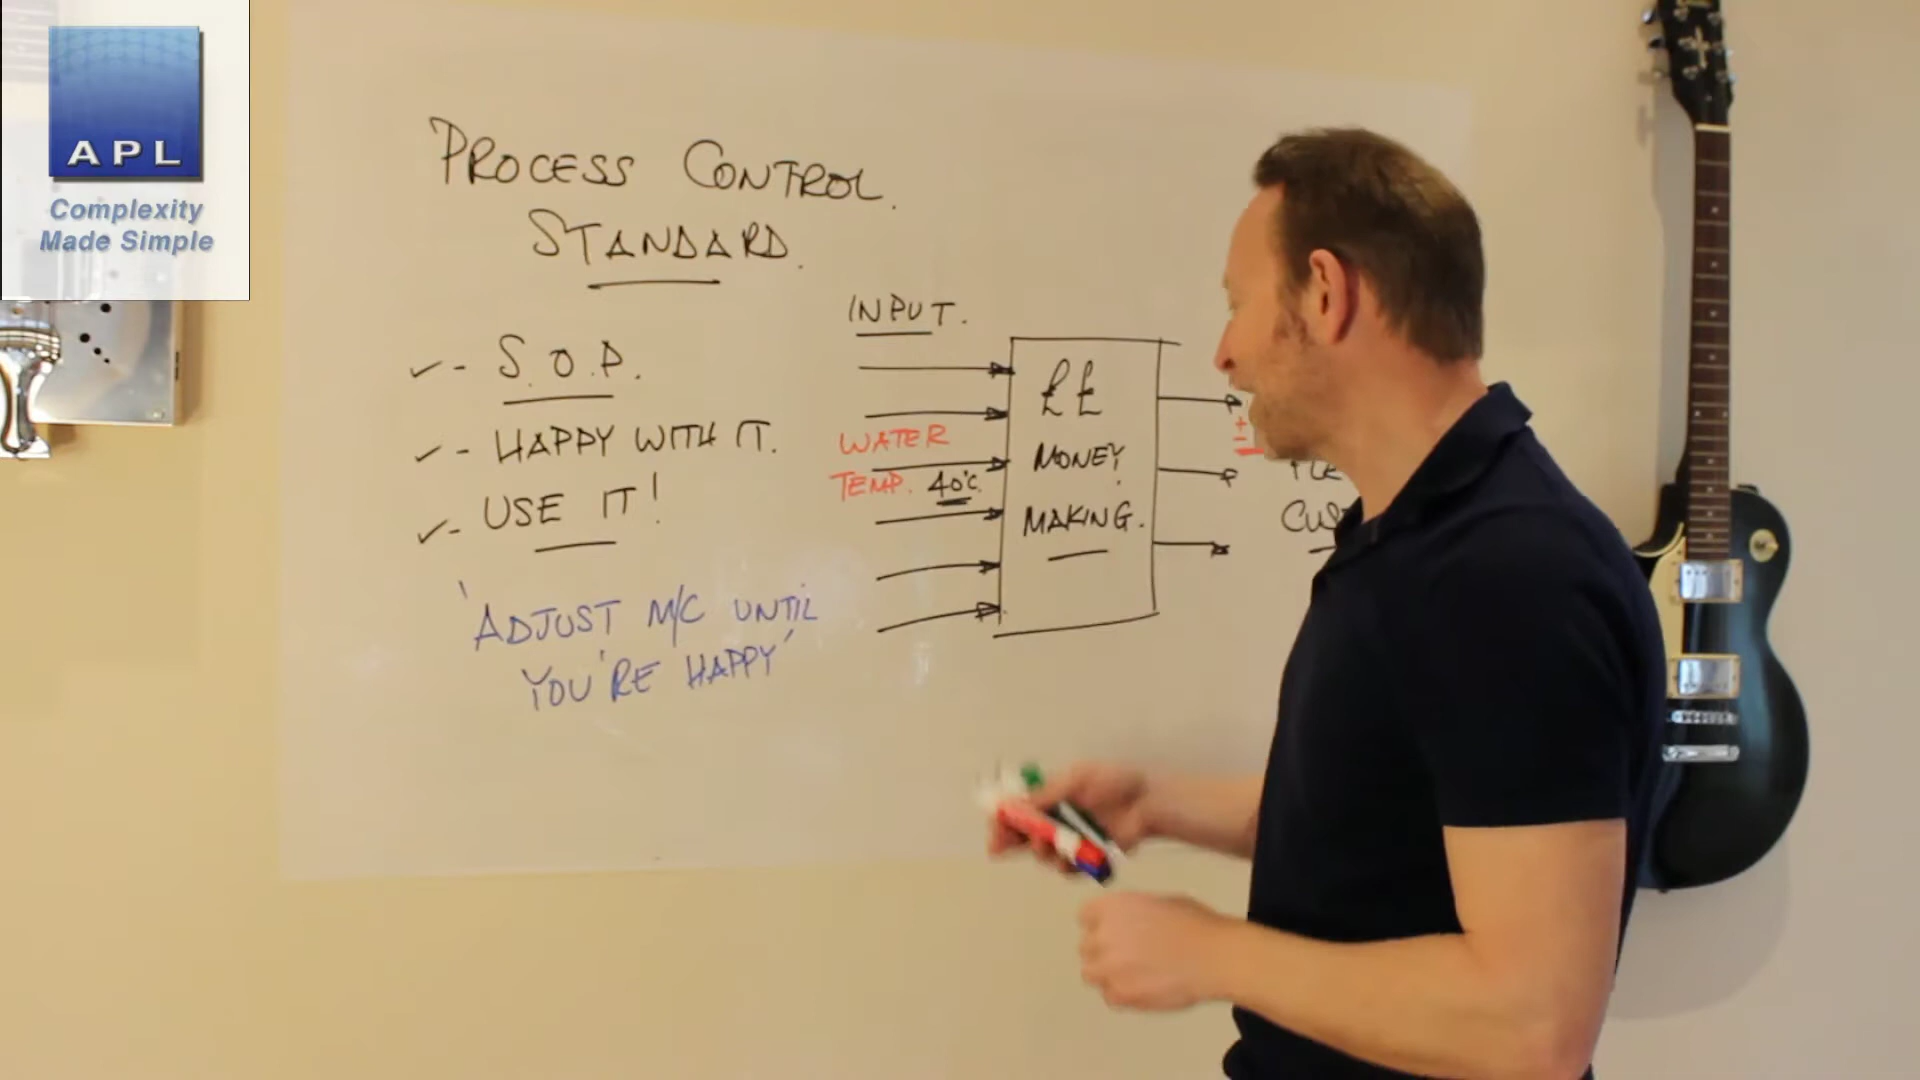 APL
Complexity
Made Simple
PROCESS CONTROL.
STANDARD.
✓ - S.O.P.
✓ - HAPPY WITH IT.
✓ - USE IT!
'ADJUST M/C UNTIL
YOU'RE HAPPY'
INPUT.
WATER
TEMP. 40°C.
££
MONEY
MAKING.
±